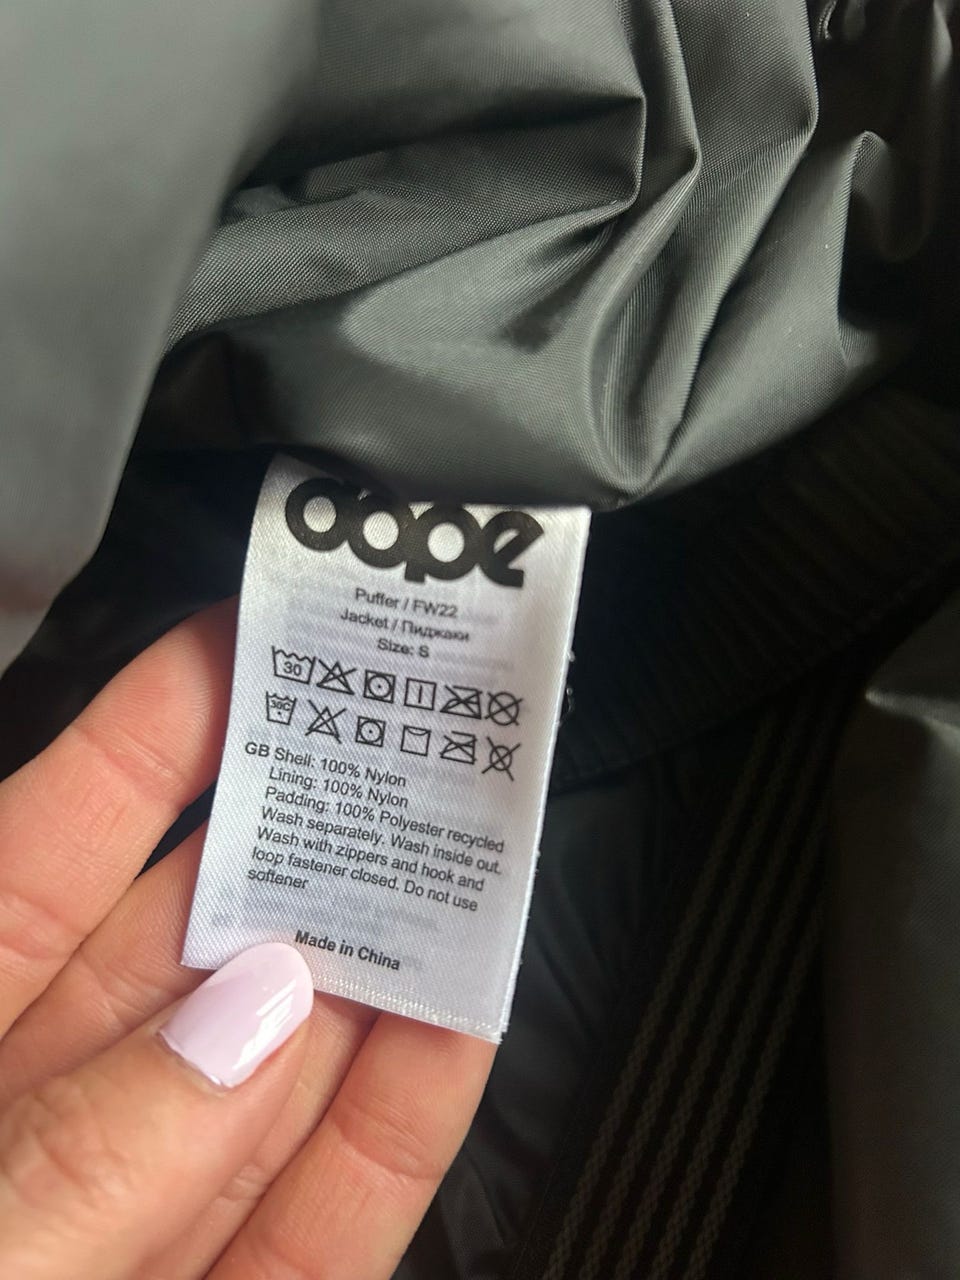 dope
Puffer / FW22
Jacket / Пиджаки
Size: S
30
30C
GB Shell: 100% Nylon
Lining: 100% Nylon
Padding: 100% Polyester recycled
Wash separately. Wash inside out.
Wash with zippers and hook and
loop fastener closed. Do not use
softener
Made in China